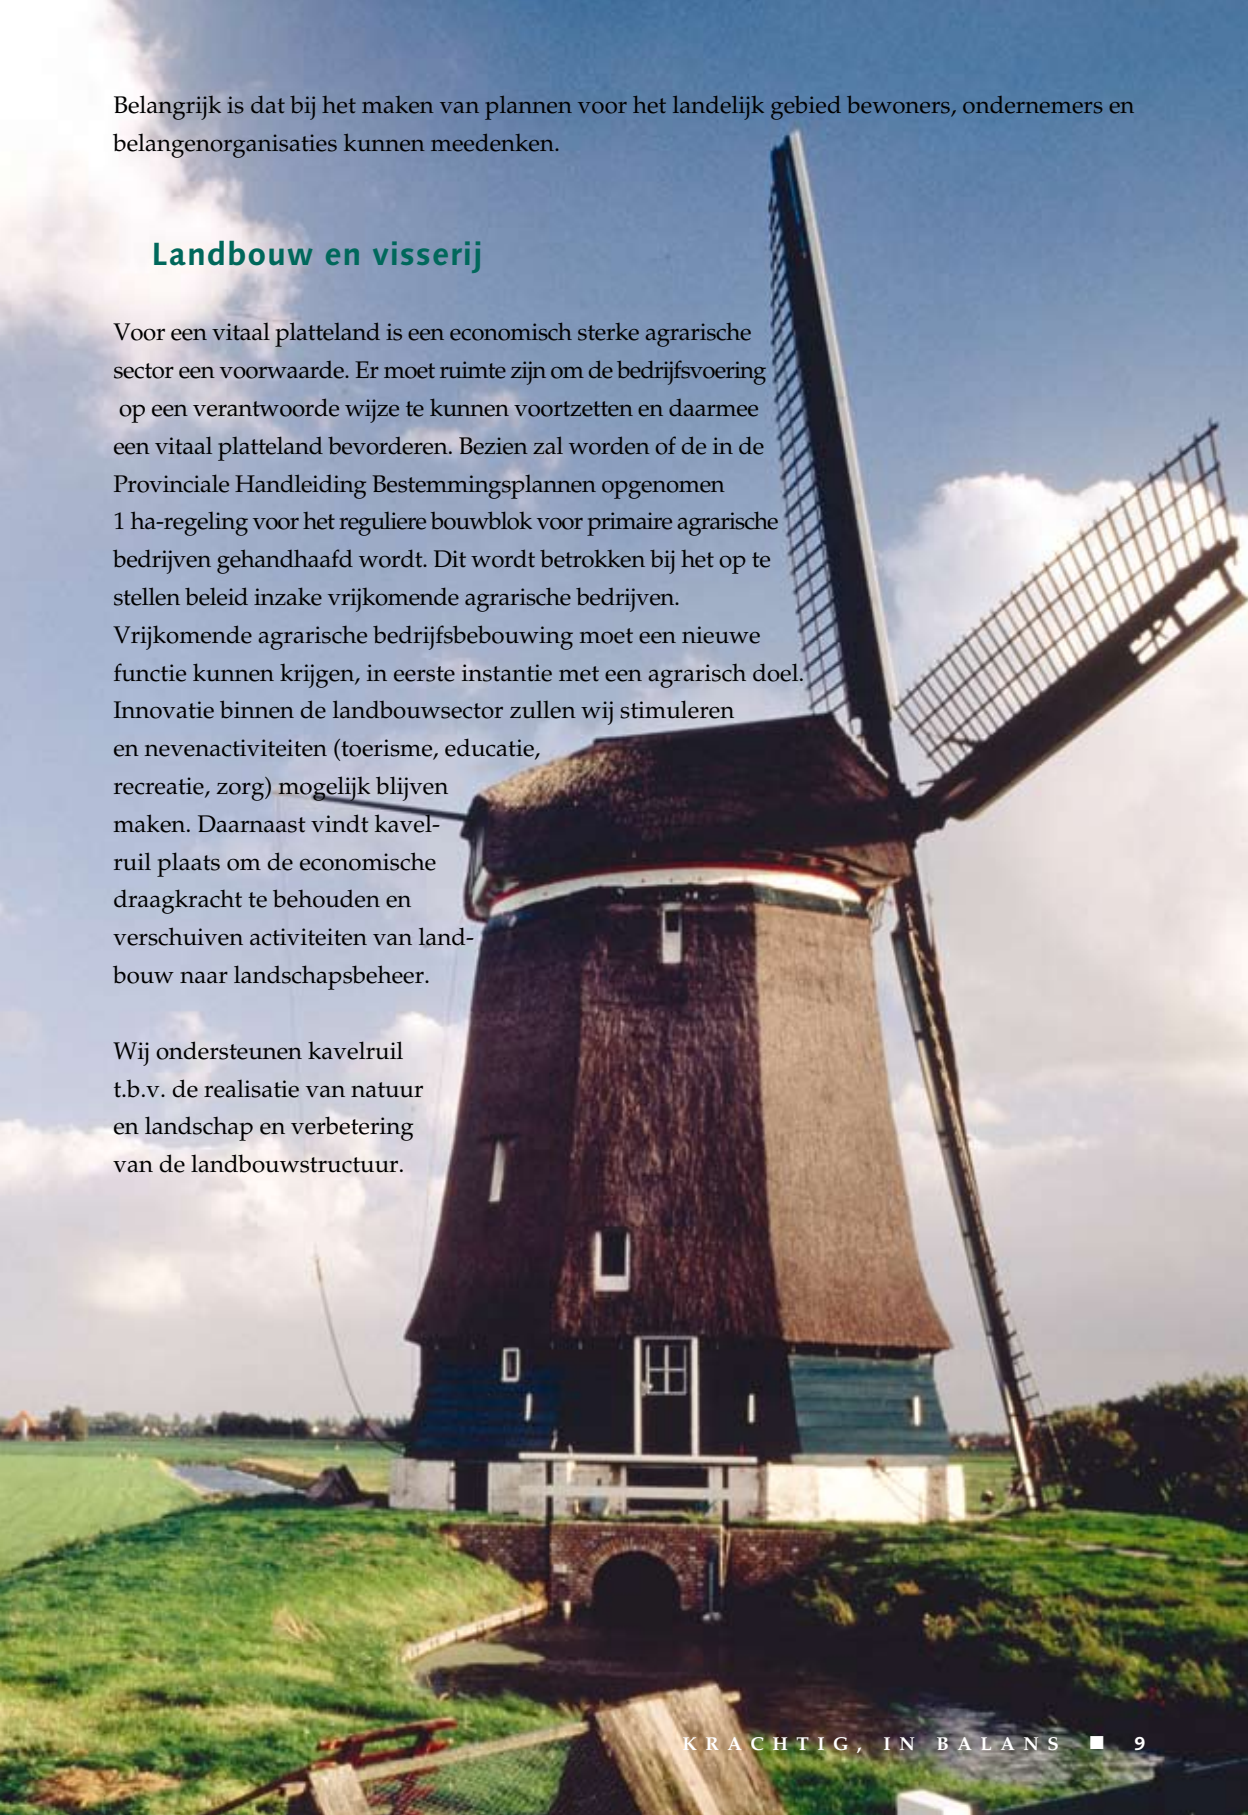 Belangrijk is dat bij het maken van plannen voor het landelijk gebied bewoners, ondernemers en
belangenorganisaties kunnen meedenken.
Landbouw en visserij
Voor een vitaal platteland is een economisch sterke agrarische
sector een voorwaarde. Er moet ruimte zijn om de bedrijfsvoering
op een verantwoorde wijze te kunnen voortzetten en daarmee
een vitaal platteland bevorderen. Bezien zal worden of de in de
Provinciale Handleiding Bestemmingsplannen opgenomen
1 ha-regeling voor het reguliere bouwblok voor primaire agrarische
bedrijven gehandhaafd wordt. Dit wordt betrokken bij het op te
stellen beleid inzake vrijkomende agrarische bedrijven.
Vrijkomende agrarische bedrijfsbebouwing moet een nieuwe
functie kunnen krijgen, in eerste instantie met een agrarisch doel.
Innovatie binnen de landbouwsector zullen wij stimuleren
en nevenactiviteiten (toerisme, educatie,
recreatie, zorg) mogelijk blijven
maken. Daarnaast vindt kavel-
ruil plaats om de economische
draagkracht te behouden en
verschuiven activiteiten van land-
bouw naar landschapsbeheer.
Wij ondersteunen kavelruil
t.b.v. de realisatie van natuur
en landschap en verbetering
van de landbouwstructuur.
KRACHTIG, IN BALANS ■ 9